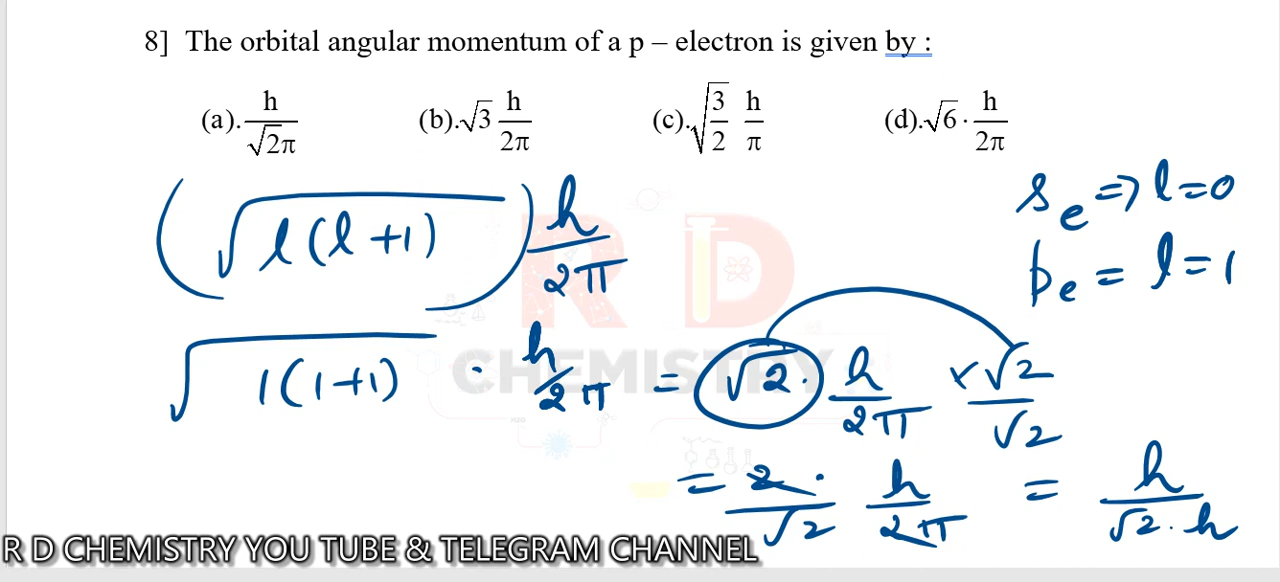 8] The orbital angular momentum of a p – electron is given by :
(a). h/√2π (b).√3 h/2π (c).√(3/2) h/π (d).√6 · h/2π
(√l(l+1)) h/2π
s e => l=0
p e = l=1
√1(1+1) · h/2π = √2. h/2π × √2/√2
= 2/√2 . h/2π = h/√2.h
R D
CHEMISTRY
R D CHEMISTRY YOU TUBE & TELEGRAM CHANNEL